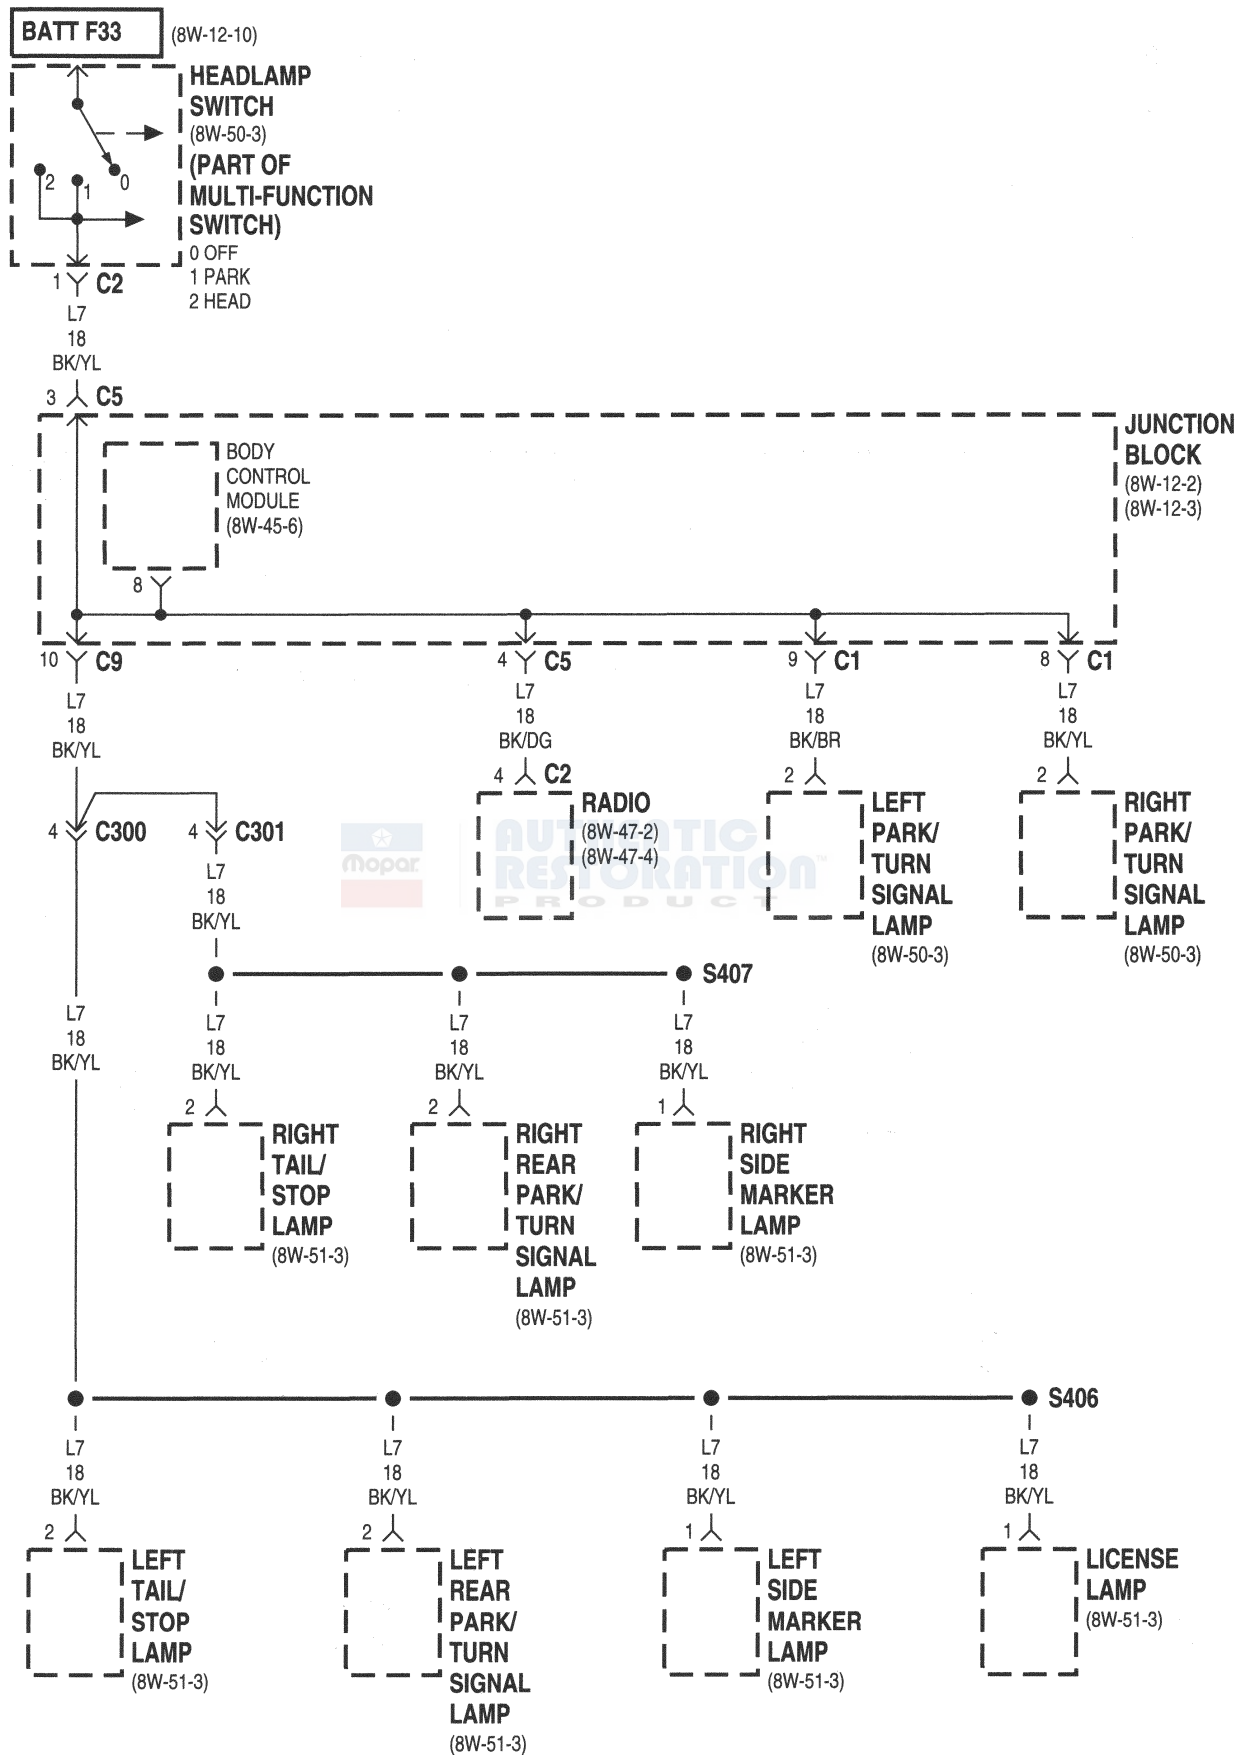 BATT F33
(8W-12-10)
HEADLAMP
SWITCH
(8W-50-3)
(PART OF
MULTI-FUNCTION
SWITCH)
0 OFF
1 PARK
2 HEAD
2
1
0
1
C2
L7
18
BK/YL
3
C5
JUNCTION
BLOCK
(8W-12-2)
(8W-12-3)
BODY
CONTROL
MODULE
(8W-45-6)
8
10
C9
4
C5
9
C1
8
C1
L7
18
BK/YL
L7
18
BK/DG
L7
18
BK/BR
L7
18
BK/YL
4
C2
2
2
RADIO
(8W-47-2)
(8W-47-4)
LEFT
PARK/
TURN
SIGNAL
LAMP
(8W-50-3)
RIGHT
PARK/
TURN
SIGNAL
LAMP
(8W-50-3)
4
C300
4
C301
Mopar
AUTHENTIC
RESTORATION™
PRODUCT
L7
18
BK/YL
S407
L7
18
BK/YL
L7
18
BK/YL
L7
18
BK/YL
L7
18
BK/YL
2
2
1
RIGHT
TAIL/
STOP
LAMP
(8W-51-3)
RIGHT
REAR
PARK/
TURN
SIGNAL
LAMP
(8W-51-3)
RIGHT
SIDE
MARKER
LAMP
(8W-51-3)
S406
L7
18
BK/YL
L7
18
BK/YL
L7
18
BK/YL
L7
18
BK/YL
2
2
1
1
LEFT
TAIL/
STOP
LAMP
(8W-51-3)
LEFT
REAR
PARK/
TURN
SIGNAL
LAMP
(8W-51-3)
LEFT
SIDE
MARKER
LAMP
(8W-51-3)
LICENSE
LAMP
(8W-51-3)